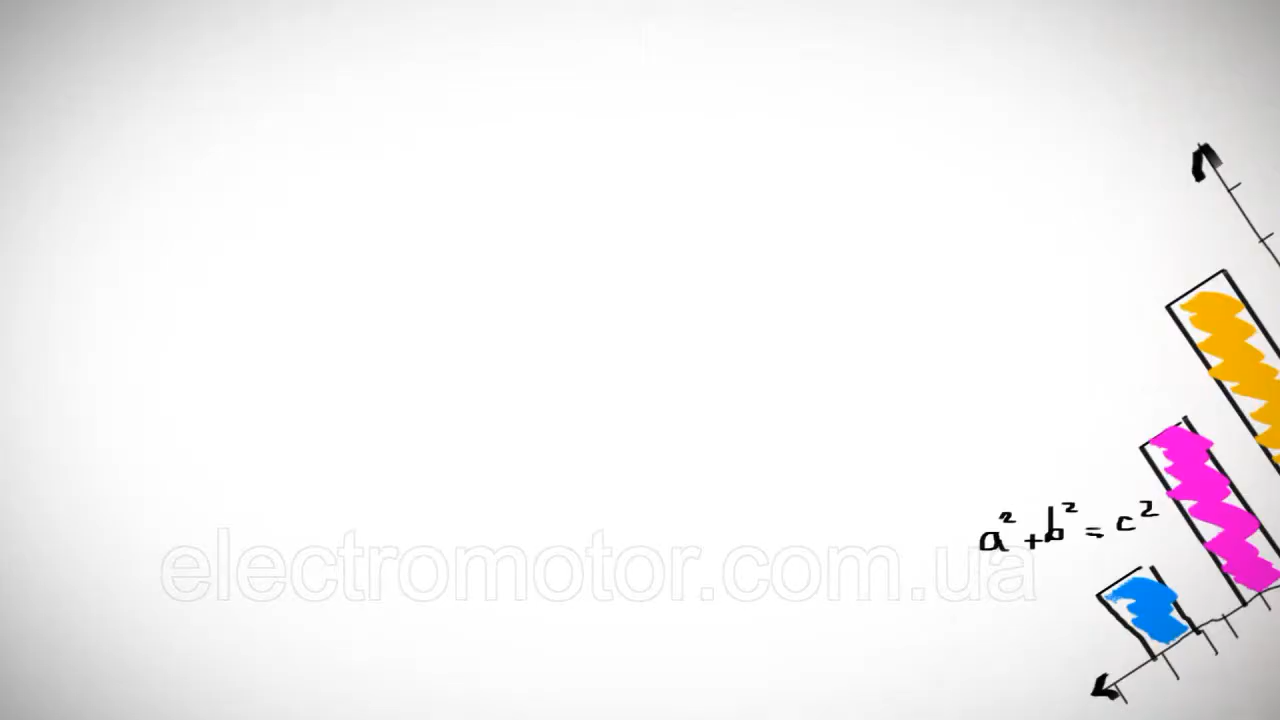 a² + b² = c²
electromotor.com.ua